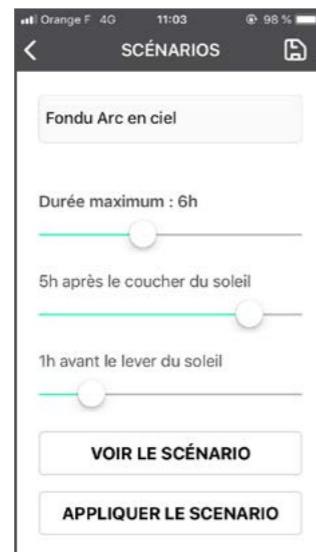 Orange F 4G 11:03 98 %
SCÉNARIOS
Fondu Arc en ciel
Durée maximum : 6h
5h après le coucher du soleil
1h avant le lever du soleil
VOIR LE SCÉNARIO
APPLIQUER LE SCENARIO